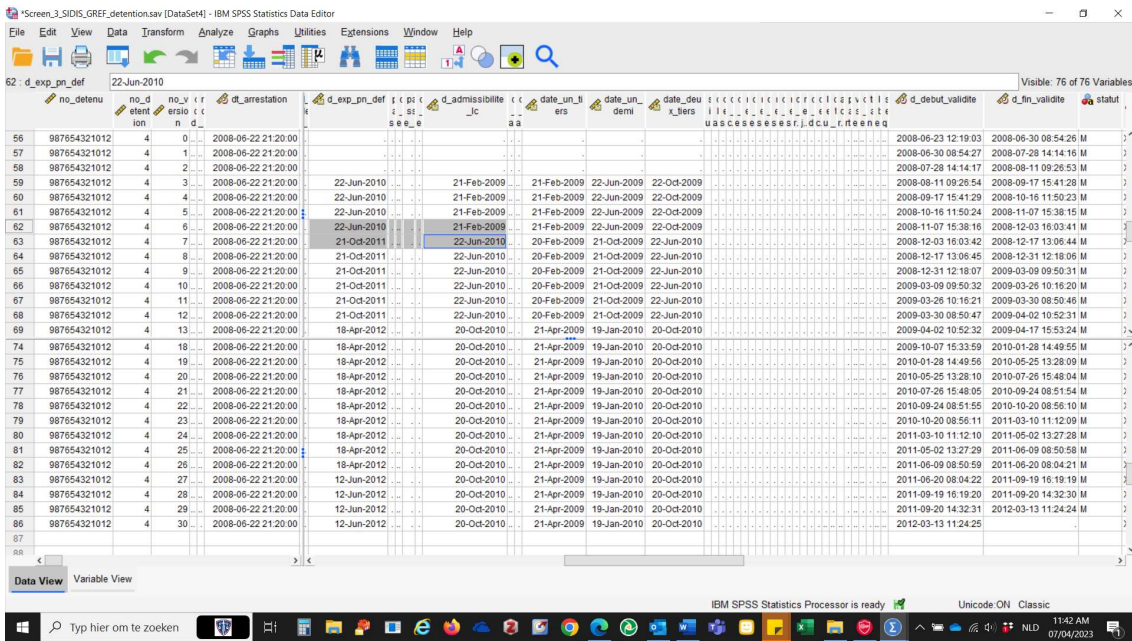 *Screen_3_SIDIS_GREF_detention.sav [DataSet4] - IBM SPSS Statistics Data Editor
File Edit View Data Transform Analyze Graphs Utilities Extensions Window Help
62 : d_exp_pn_def 22-Jun-2010 Visible: 76 of 76 Variables
no_detenu no_detention no_version dt_arrestation d_exp_pn_def d_admissibilite_lc date_un_tiers date_un_demi date_deux_tiers d_debut_validite d_fin_validite statut
56 987654321012 4 0 2008-06-22 21:20:00 . . . . . 2008-06-23 12:19:03 2008-06-30 08:54:26 M
57 987654321012 4 1 2008-06-22 21:20:00 . . . . . 2008-06-30 08:54:27 2008-07-28 14:14:16 M
58 987654321012 4 2 2008-06-22 21:20:00 . . . . . 2008-07-28 14:14:17 2008-08-11 09:26:53 M
59 987654321012 4 3 2008-06-22 21:20:00 22-Jun-2010 21-Feb-2009 21-Feb-2009 22-Jun-2009 22-Oct-2009 2008-08-11 09:26:54 2008-09-17 15:41:28 M
60 987654321012 4 4 2008-06-22 21:20:00 22-Jun-2010 21-Feb-2009 21-Feb-2009 22-Jun-2009 22-Oct-2009 2008-09-17 15:41:29 2008-10-16 11:50:23 M
61 987654321012 4 5 2008-06-22 21:20:00 22-Jun-2010 21-Feb-2009 21-Feb-2009 22-Jun-2009 22-Oct-2009 2008-10-16 11:50:24 2008-11-07 15:38:15 M
62 987654321012 4 6 2008-06-22 21:20:00 22-Jun-2010 21-Feb-2009 21-Feb-2009 22-Jun-2009 22-Oct-2009 2008-11-07 15:38:16 2008-12-03 16:03:41 M
63 987654321012 4 7 2008-06-22 21:20:00 21-Oct-2011 22-Jun-2010 20-Feb-2009 21-Oct-2009 22-Jun-2010 2008-12-03 16:03:42 2008-12-17 13:06:44 M
64 987654321012 4 8 2008-06-22 21:20:00 21-Oct-2011 22-Jun-2010 20-Feb-2009 21-Oct-2009 22-Jun-2010 2008-12-17 13:06:45 2008-12-31 12:18:06 M
65 987654321012 4 9 2008-06-22 21:20:00 21-Oct-2011 22-Jun-2010 20-Feb-2009 21-Oct-2009 22-Jun-2010 2008-12-31 12:18:07 2009-03-09 09:50:31 M
66 987654321012 4 10 2008-06-22 21:20:00 21-Oct-2011 22-Jun-2010 20-Feb-2009 21-Oct-2009 22-Jun-2010 2009-03-09 09:50:32 2009-03-26 10:16:20 M
67 987654321012 4 11 2008-06-22 21:20:00 21-Oct-2011 22-Jun-2010 20-Feb-2009 21-Oct-2009 22-Jun-2010 2009-03-26 10:16:21 2009-03-30 08:50:46 M
68 987654321012 4 12 2008-06-22 21:20:00 21-Oct-2011 22-Jun-2010 20-Feb-2009 21-Oct-2009 22-Jun-2010 2009-03-30 08:50:47 2009-04-02 10:52:31 M
69 987654321012 4 13 2008-06-22 21:20:00 18-Apr-2012 20-Oct-2010 21-Apr-2009 19-Jan-2010 20-Oct-2010 2009-04-02 10:52:32 2009-04-17 15:53:24 M
74 987654321012 4 18 2008-06-22 21:20:00 18-Apr-2012 20-Oct-2010 21-Apr-2009 19-Jan-2010 20-Oct-2010 2009-10-07 15:33:59 2010-01-28 14:49:55 M
75 987654321012 4 19 2008-06-22 21:20:00 18-Apr-2012 20-Oct-2010 21-Apr-2009 19-Jan-2010 20-Oct-2010 2010-01-28 14:49:56 2010-05-25 13:28:09 M
76 987654321012 4 20 2008-06-22 21:20:00 18-Apr-2012 20-Oct-2010 21-Apr-2009 19-Jan-2010 20-Oct-2010 2010-05-25 13:28:10 2010-07-26 15:48:04 M
77 987654321012 4 21 2008-06-22 21:20:00 18-Apr-2012 20-Oct-2010 21-Apr-2009 19-Jan-2010 20-Oct-2010 2010-07-26 15:48:05 2010-09-24 08:51:54 M
78 987654321012 4 22 2008-06-22 21:20:00 18-Apr-2012 20-Oct-2010 21-Apr-2009 19-Jan-2010 20-Oct-2010 2010-09-24 08:51:55 2010-10-20 08:56:10 M
79 987654321012 4 23 2008-06-22 21:20:00 18-Apr-2012 20-Oct-2010 21-Apr-2009 19-Jan-2010 20-Oct-2010 2010-10-20 08:56:11 2011-03-10 11:12:09 M
80 987654321012 4 24 2008-06-22 21:20:00 18-Apr-2012 20-Oct-2010 21-Apr-2009 19-Jan-2010 20-Oct-2010 2011-03-10 11:12:10 2011-05-02 13:27:28 M
81 987654321012 4 25 2008-06-22 21:20:00 18-Apr-2012 20-Oct-2010 21-Apr-2009 19-Jan-2010 20-Oct-2010 2011-05-02 13:27:29 2011-06-09 08:50:58 M
82 987654321012 4 26 2008-06-22 21:20:00 18-Apr-2012 20-Oct-2010 21-Apr-2009 19-Jan-2010 20-Oct-2010 2011-06-09 08:50:59 2011-06-20 08:04:21 M
83 987654321012 4 27 2008-06-22 21:20:00 12-Jun-2012 20-Oct-2010 21-Apr-2009 19-Jan-2010 20-Oct-2010 2011-06-20 08:04:22 2011-09-19 16:19:19 M
84 987654321012 4 28 2008-06-22 21:20:00 12-Jun-2012 20-Oct-2010 21-Apr-2009 19-Jan-2010 20-Oct-2010 2011-09-19 16:19:20 2011-09-20 14:32:30 M
85 987654321012 4 29 2008-06-22 21:20:00 12-Jun-2012 20-Oct-2010 21-Apr-2009 19-Jan-2010 20-Oct-2010 2011-09-20 14:32:31 2012-03-13 11:24:24 M
86 987654321012 4 30 2008-06-22 21:20:00 12-Jun-2012 20-Oct-2010 21-Apr-2009 19-Jan-2010 20-Oct-2010 2012-03-13 11:24:25 .
87
88
Data View Variable View
IBM SPSS Statistics Processor is ready Unicode:ON Classic
Typ hier om te zoeken NLD 11:42 AM
07/04/2023